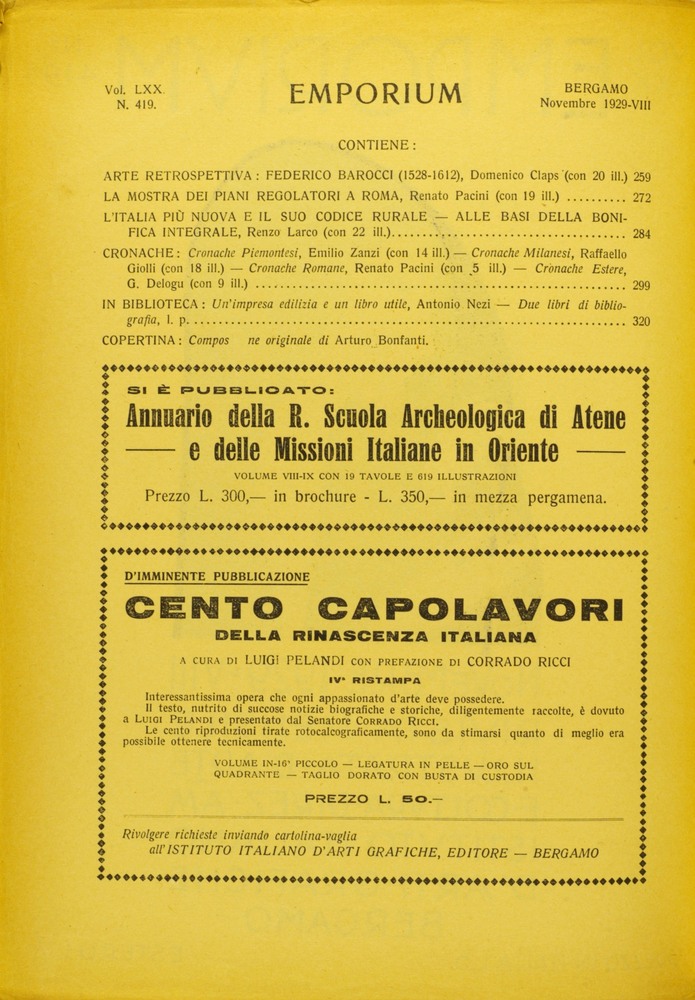 Vol. LXX.
N. 419.
EMPORIUM
BERGAMO
Novembre 1929-VIII
CONTIENE :
ARTE RETROSPETTIVA : FEDERICO BAROCCI (1528-1612), Domenico Claps (con 20 ill.) 259
LA MOSTRA DEI PIANI REGOLATORI A ROMA, Renato Pacini (con 19 ill.) .......... 272
L'ITALIA PIÙ NUOVA E IL SUO CODICE RURALE — ALLE BASI DELLA BONI-
FICA INTEGRALE, Renzo Larco (con 22 ill.)........................................ 284
CRONACHE : Cronache Piemontesi, Emilio Zanzi (con 14 ill.) — Cronache Milanesi, Raffaello
Giolli (con 18 ill.) — Cronache Romane, Renato Pacini (con 5 ill.) — Cronache Estere,
G. Delogu (con 9 ill.) ............................................................... 299
IN BIBLIOTECA : Un'impresa edilizia e un libro utile, Antonio Nezi — Due libri di biblio-
grafia, I. p. ......................................................................... 320
COPERTINA : Compos ne originale di Arturo Bonfanti.
SI È PUBBLICATO:
Annuario della R. Scuola Archeologica di Atene
— e delle Missioni Italiane in Oriente —
VOLUME VIII-IX CON 19 TAVOLE E 619 ILLUSTRAZIONI
Prezzo L. 300,— in brochure - L. 350,— in mezza pergamena.
D'IMMINENTE PUBBLICAZIONE
CENTO CAPOLAVORI
DELLA RINASCENZA ITALIANA
A CURA DI LUIGI PELANDI CON PREFAZIONE DI CORRADO RICCI
IVª RISTAMPA
Interessantissima opera che ogni appassionato d'arte deve possedere.
Il testo, nutrito di succose notizie biografiche e storiche, diligentemente raccolte, è dovuto
a LUIGI PELANDI e presentato dal Senatore CORRADO RICCI.
Le cento riproduzioni tirate rotocalcograficamente, sono da stimarsi quanto di meglio era
possibile ottenere tecnicamente.
VOLUME IN-16° PICCOLO — LEGATURA IN PELLE — ORO SUL
QUADRANTE — TAGLIO DORATO CON BUSTA DI CUSTODIA
PREZZO L. 50.—
Rivolgere richieste inviando cartolina-vaglia
all'ISTITUTO ITALIANO D'ARTI GRAFICHE, EDITORE — BERGAMO